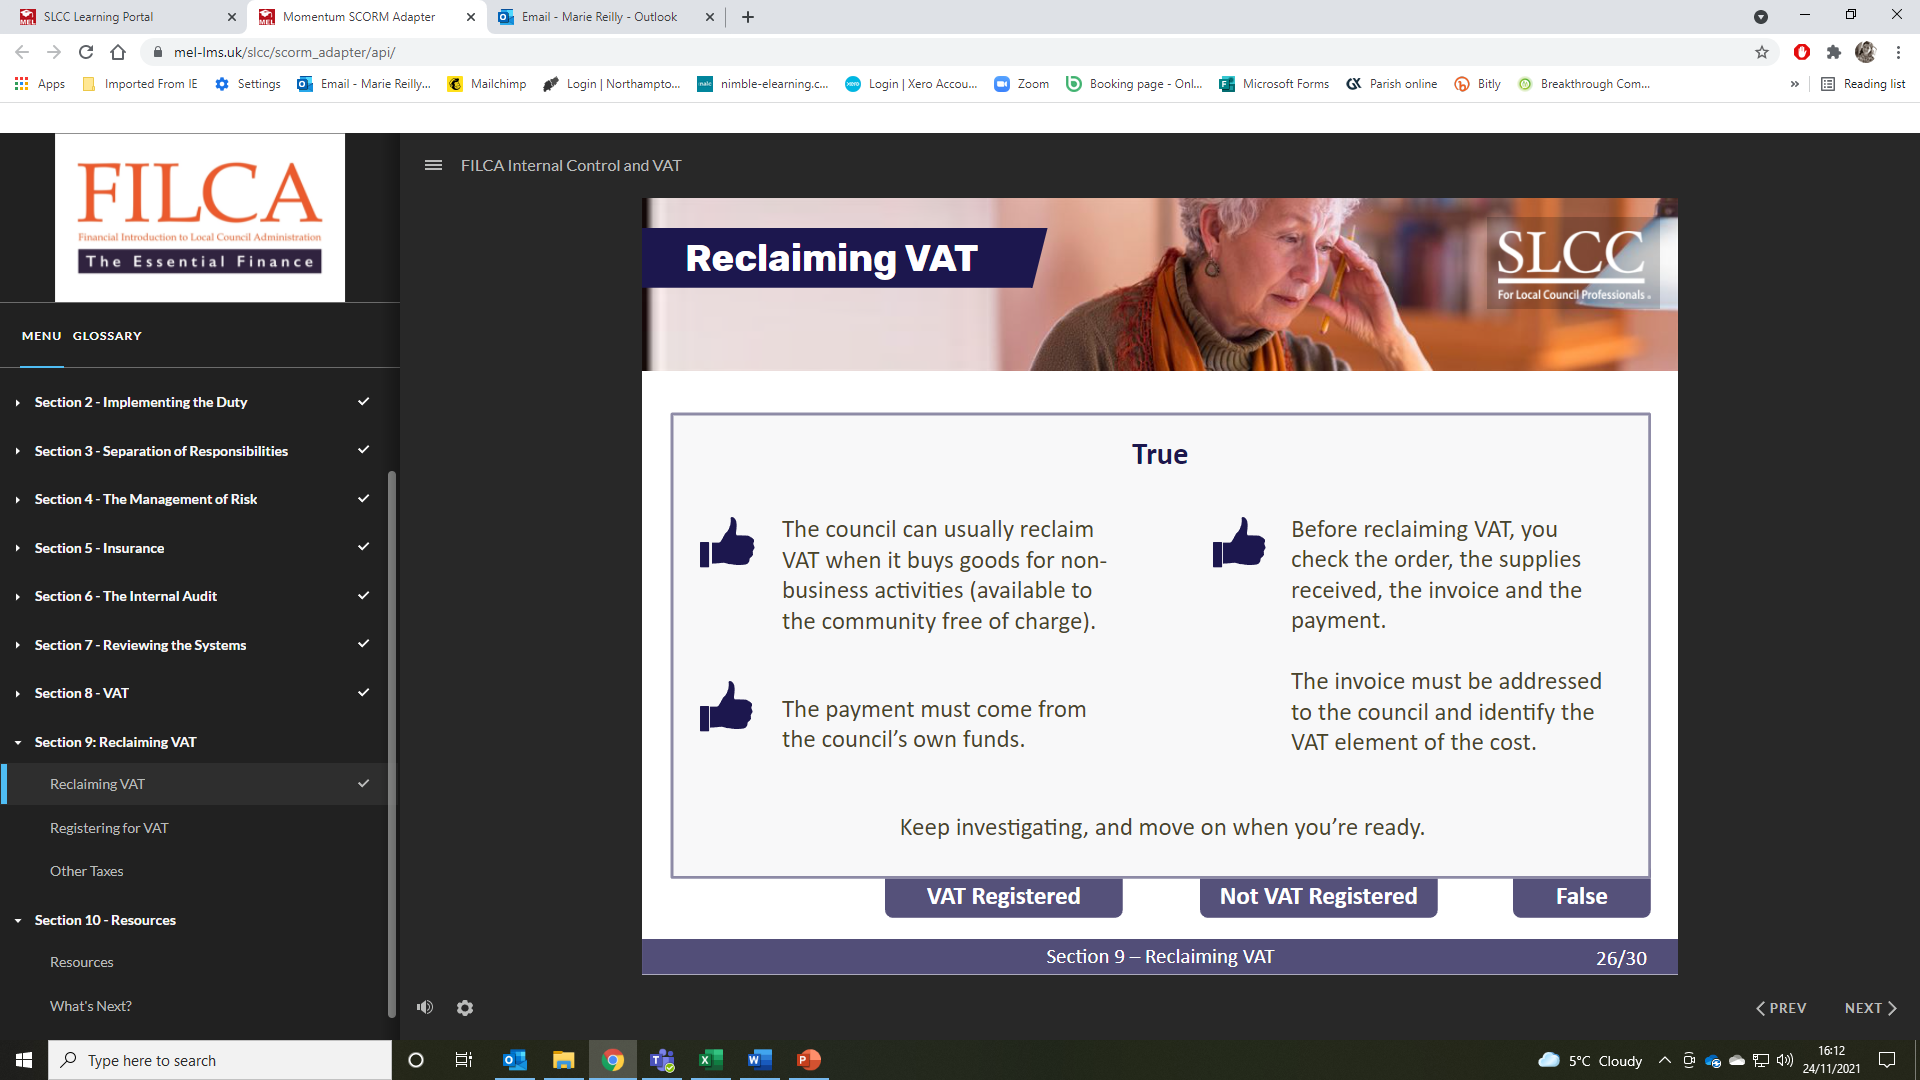 SLCC Learning Portal
Momentum SCORM Adapter
Email - Marie Reilly - Outlook
mel-lms.uk/slcc/scorm_adapter/api/
Apps
Imported From IE
Settings
Email - Marie Reilly...
Mailchimp
Login | Northampto...
nimble-elearning.c...
Login | Xero Accou...
Zoom
Booking page - Onl...
Microsoft Forms
Parish online
Bitly
Breakthrough Com...
»
Reading list
FILCA
Financial Introduction to Local Council Administration
The Essential Finance
MENU GLOSSARY
Section 2 - Implementing the Duty
Section 3 - Separation of Responsibilities
Section 4 - The Management of Risk
Section 5 - Insurance
Section 6 - The Internal Audit
Section 7 - Reviewing the Systems
Section 8 - VAT
Section 9: Reclaiming VAT
Reclaiming VAT
Registering for VAT
Other Taxes
Section 10 - Resources
Resources
What's Next?
FILCA Internal Control and VAT
Reclaiming VAT
SLCC
For Local Council Professionals
True
The council can usually reclaim
VAT when it buys goods for non-
business activities (available to
the community free of charge).
The payment must come from
the council's own funds.
Before reclaiming VAT, you
check the order, the supplies
received, the invoice and the
payment.
The invoice must be addressed
to the council and identify the
VAT element of the cost.
Keep investigating, and move on when you're ready.
VAT Registered
Not VAT Registered
False
Section 9 – Reclaiming VAT
26/30
PREV
NEXT
Type here to search
5°C Cloudy
16:12
24/11/2021